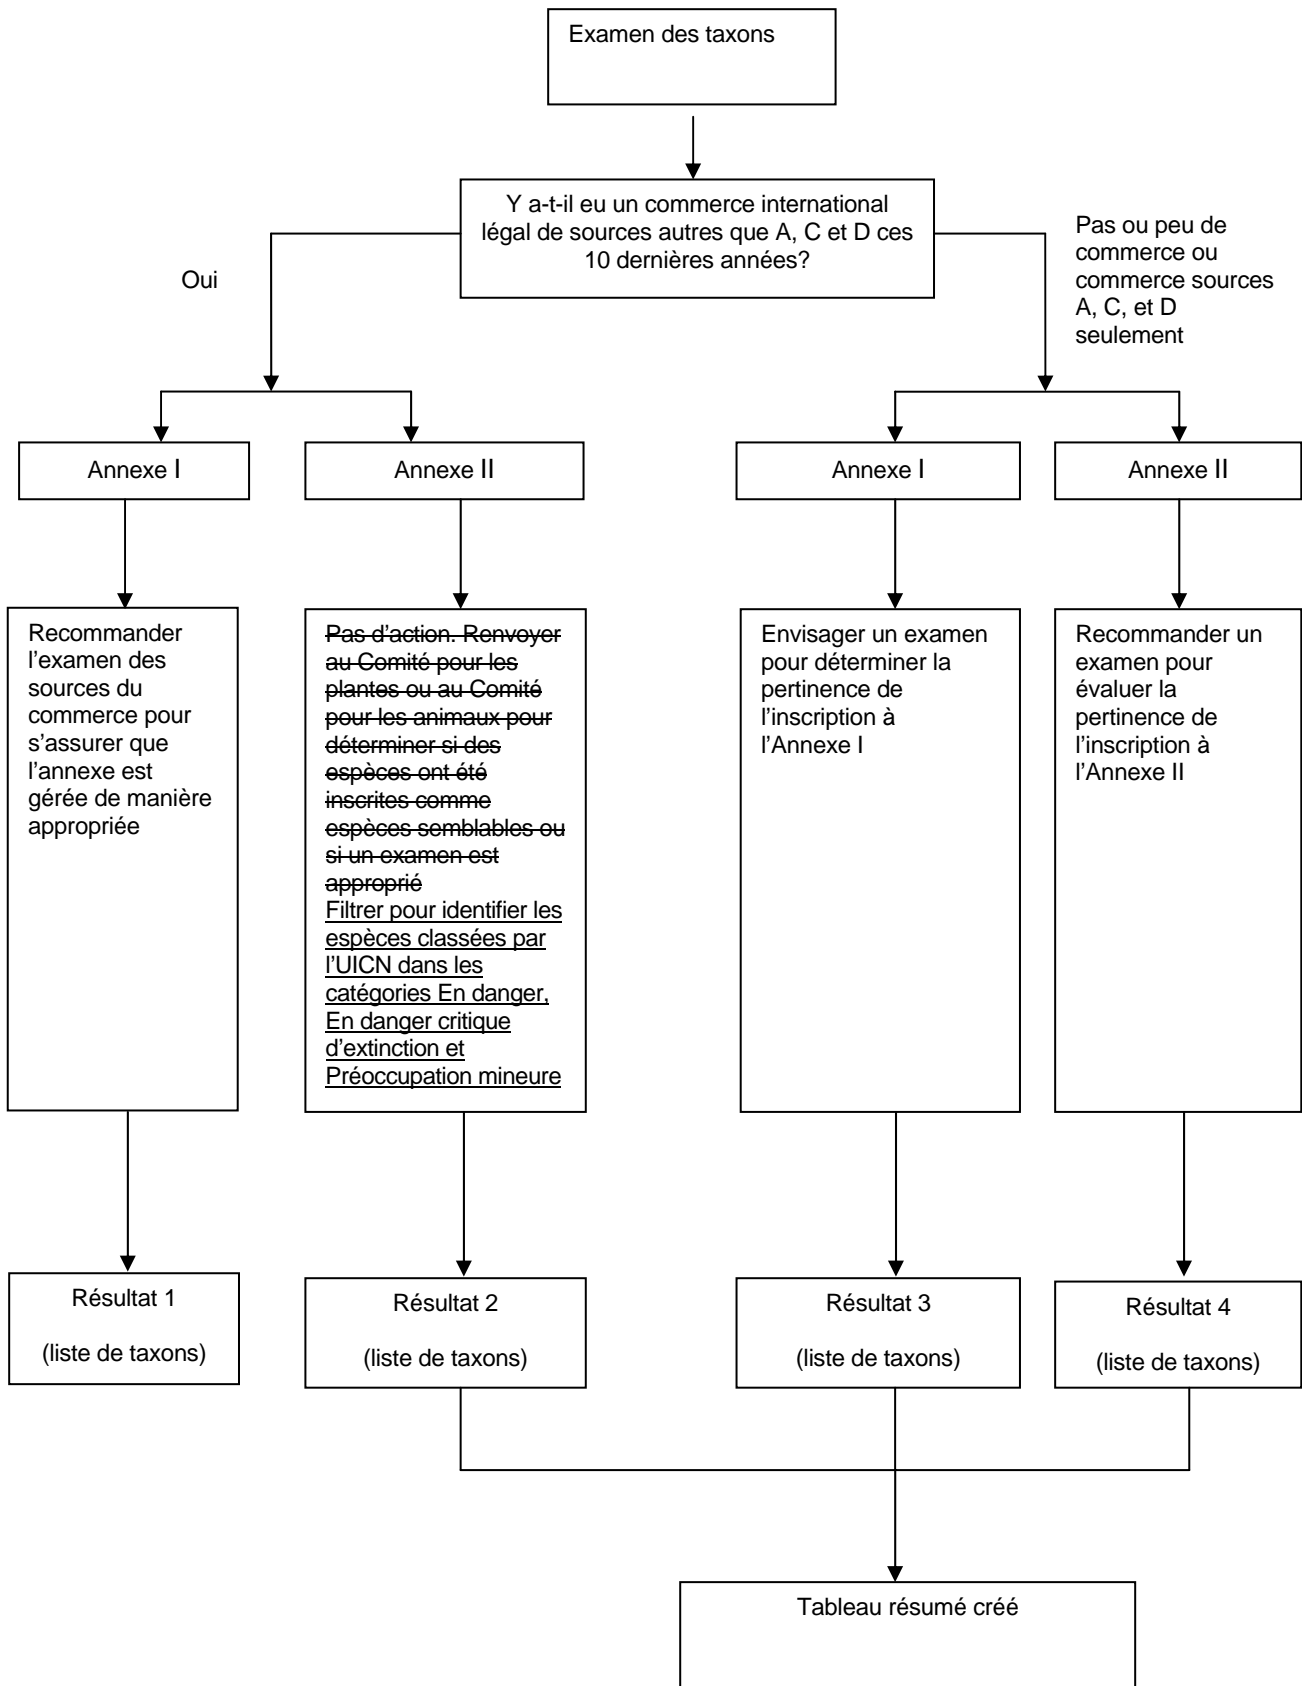 Examen des taxons
Y a-t-il eu un commerce international
légal de sources autres que A, C et D ces
10 dernières années?
Oui
Pas ou peu de
commerce ou
commerce sources
A, C, et D
seulement
Annexe I
Annexe II
Annexe I
Annexe II
Recommander
l'examen des
sources du
commerce pour
s'assurer que
l'annexe est
gérée de manière
appropriée
Pas d'action. Renvoyer
au Comité pour les
plantes ou au Comité
pour les animaux pour
déterminer si des
espèces ont été
inscrites comme
espèces semblables ou
si un examen est
approprié
Filtrer pour identifier les
espèces classées par
l'UICN dans les
catégories En danger,
En danger critique
d'extinction et
Préoccupation mineure
Envisager un examen
pour déterminer la
pertinence de
l'inscription à
l'Annexe I
Recommander un
examen pour
évaluer la
pertinence de
l'inscription à
l'Annexe II
Résultat 1
(liste de taxons)
Résultat 2
(liste de taxons)
Résultat 3
(liste de taxons)
Résultat 4
(liste de taxons)
Tableau résumé créé